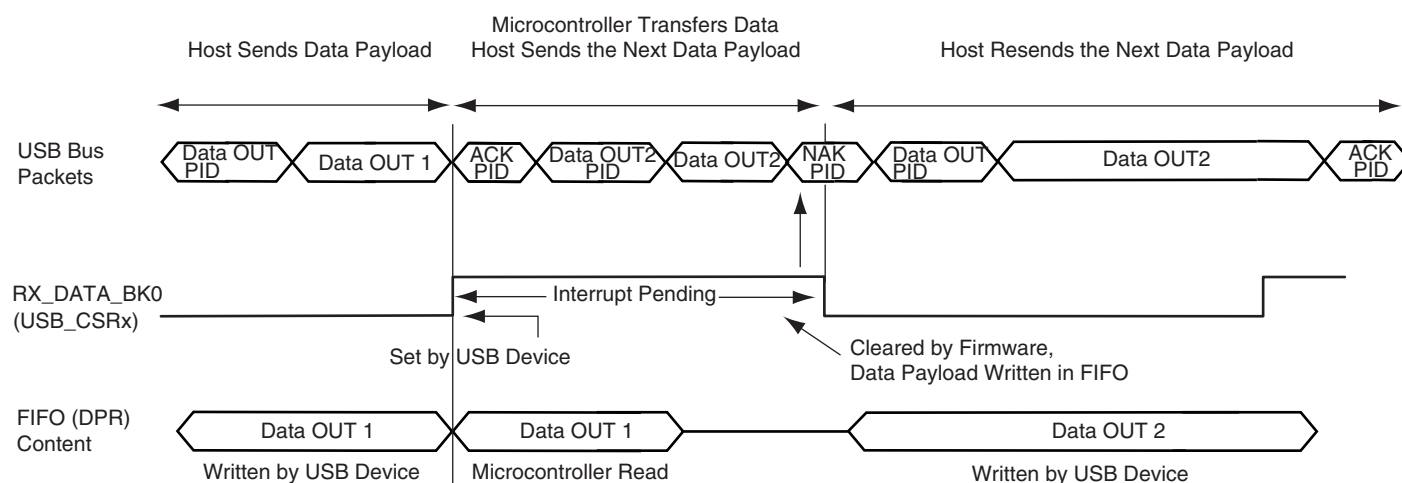 Microcontroller Transfers Data
Host Sends Data Payload
Host Sends the Next Data Payload
Host Resends the Next Data Payload
USB Bus
Packets
Data OUT
PID
Data OUT 1
ACK
PID
Data OUT2
PID
Data OUT2
NAK
PID
Data OUT
PID
Data OUT2
ACK
PID
RX_DATA_BK0
(USB_CSRx)
Interrupt Pending
Set by USB Device
Cleared by Firmware,
Data Payload Written in FIFO
FIFO (DPR)
Content
Data OUT 1
Data OUT 1
Data OUT 2
Written by USB Device
Microcontroller Read
Written by USB Device